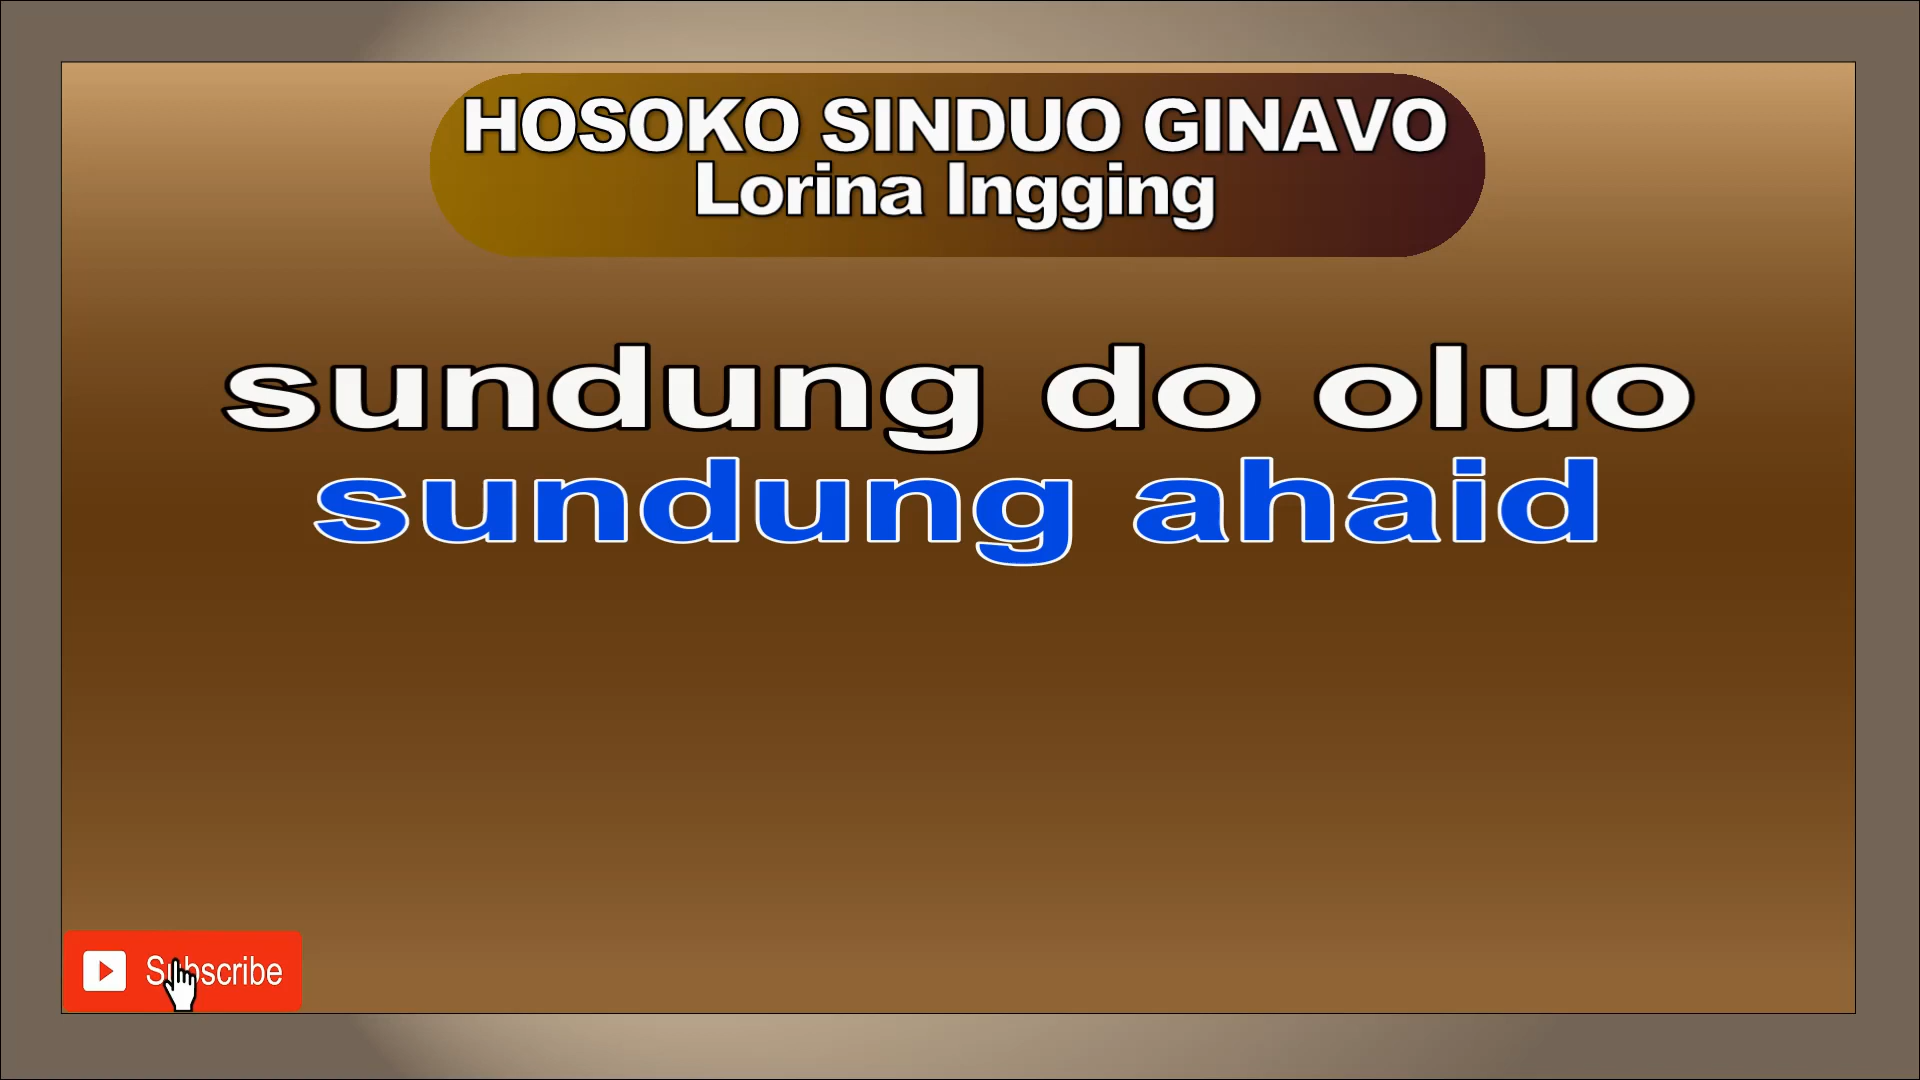 HOSOKO SINDUO GINAVO
Lorina Ingging
sundung do oluo
sundung ahaid
Subscribe